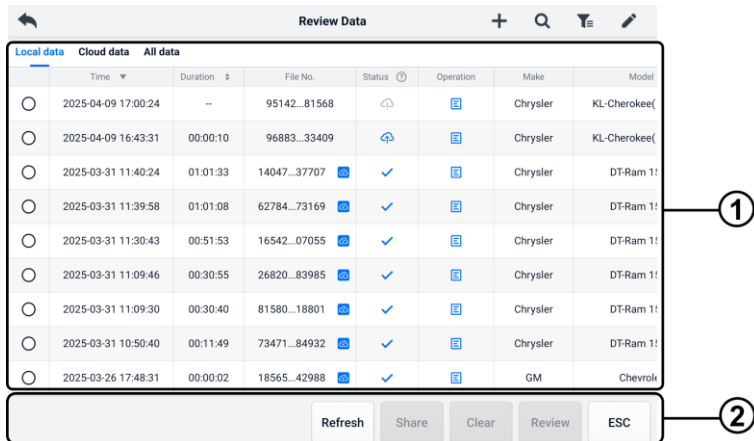 Review Data
Local data Cloud data All data
Time Duration File No. Status ? Operation Make Model
2025-04-09 17:00:24 -- 95142...81568 Chrysler KL-Cherokee(
2025-04-09 16:43:31 00:00:10 96883...33409 Chrysler KL-Cherokee(
2025-03-31 11:40:24 01:01:33 14047...37707 Chrysler DT-Ram 15
2025-03-31 11:39:58 01:01:08 62784...73169 Chrysler DT-Ram 15
2025-03-31 11:30:43 00:51:53 16542...07055 Chrysler DT-Ram 15
2025-03-31 11:09:46 00:30:55 26820...83985 Chrysler DT-Ram 15
2025-03-31 11:09:30 00:30:40 81580...18801 Chrysler DT-Ram 15
2025-03-31 10:50:40 00:11:49 73471...84932 Chrysler DT-Ram 15
2025-03-26 17:48:31 00:00:02 18565...42988 GM Chevrole
1
Refresh Share Clear Review ESC
2